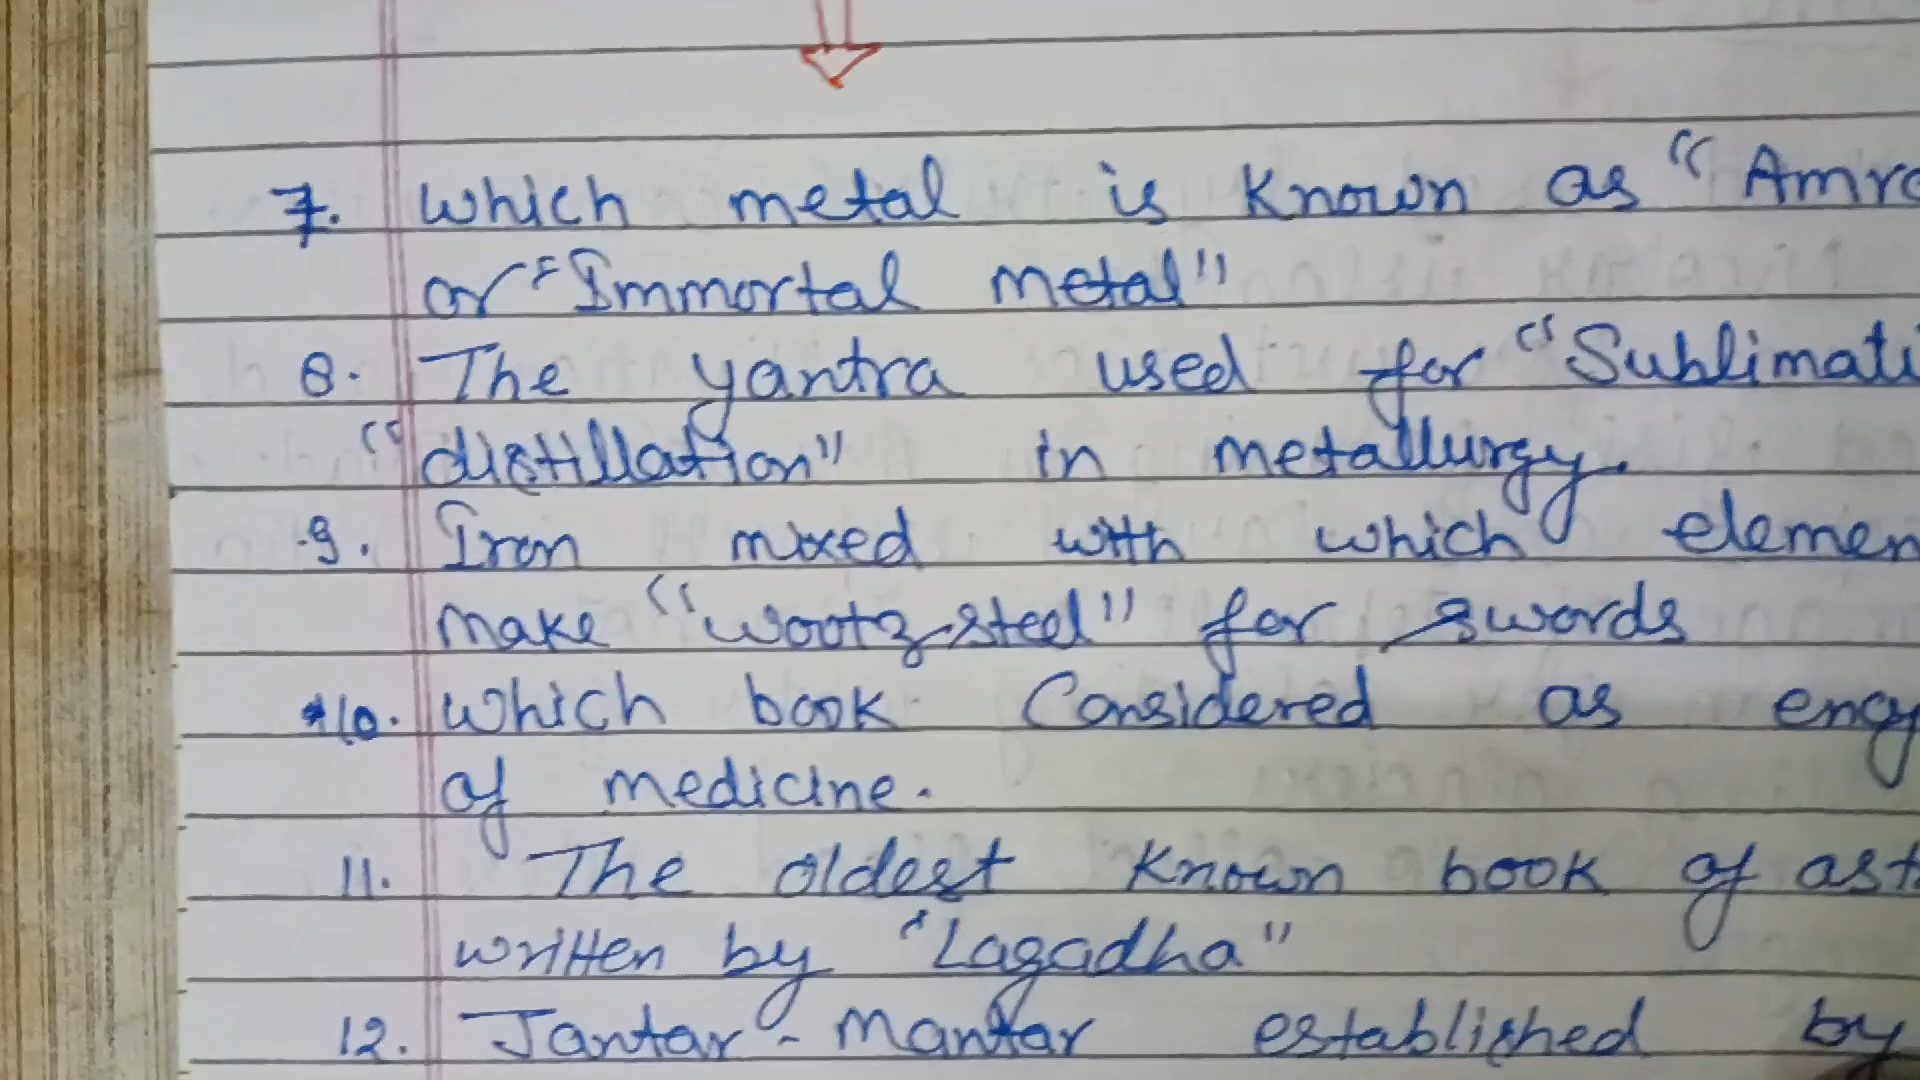 7. Which metal is known as "Amra
or "Immortal metal"
8. The yantra used for "Sublimati
"distillation" in metallurgy.
9. Iron mixed with which elemen
make "wootz steel" for swords
10. Which book Considered as ency
of medicine.
11. The oldest known book of ast
written by "Lagadha"
12. Jantar-Mantar established by